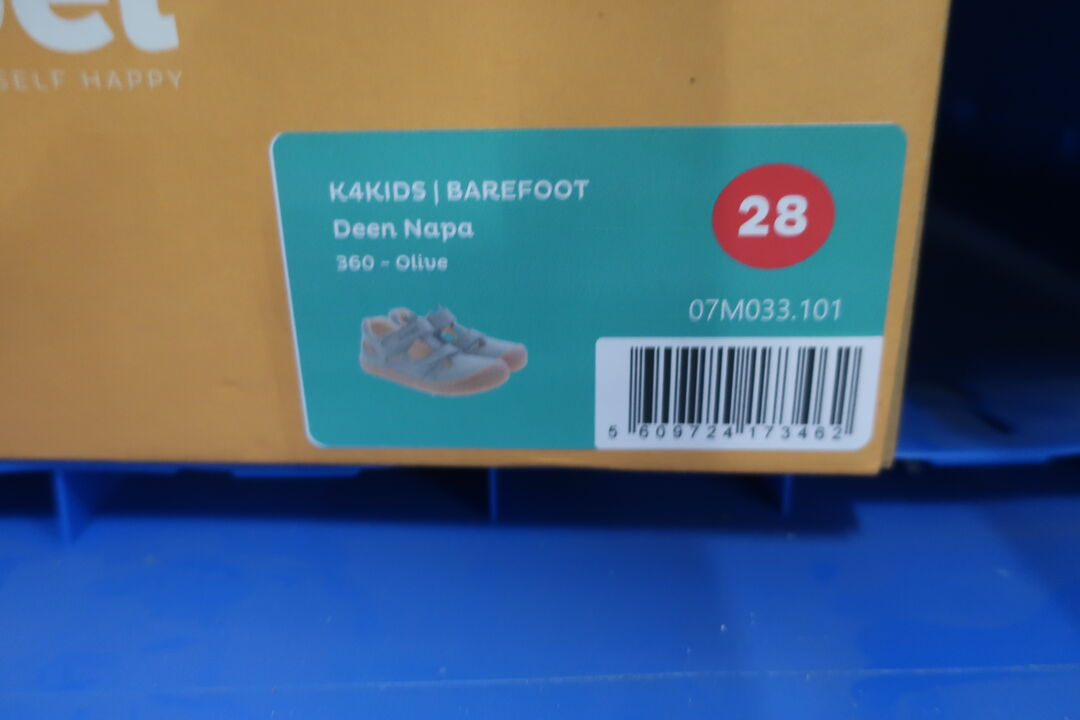 SELF HAPPY
K4KIDS | BAREFOOT
Deen Napa
360 - Olive
28
07M033.101
5 609724 173462